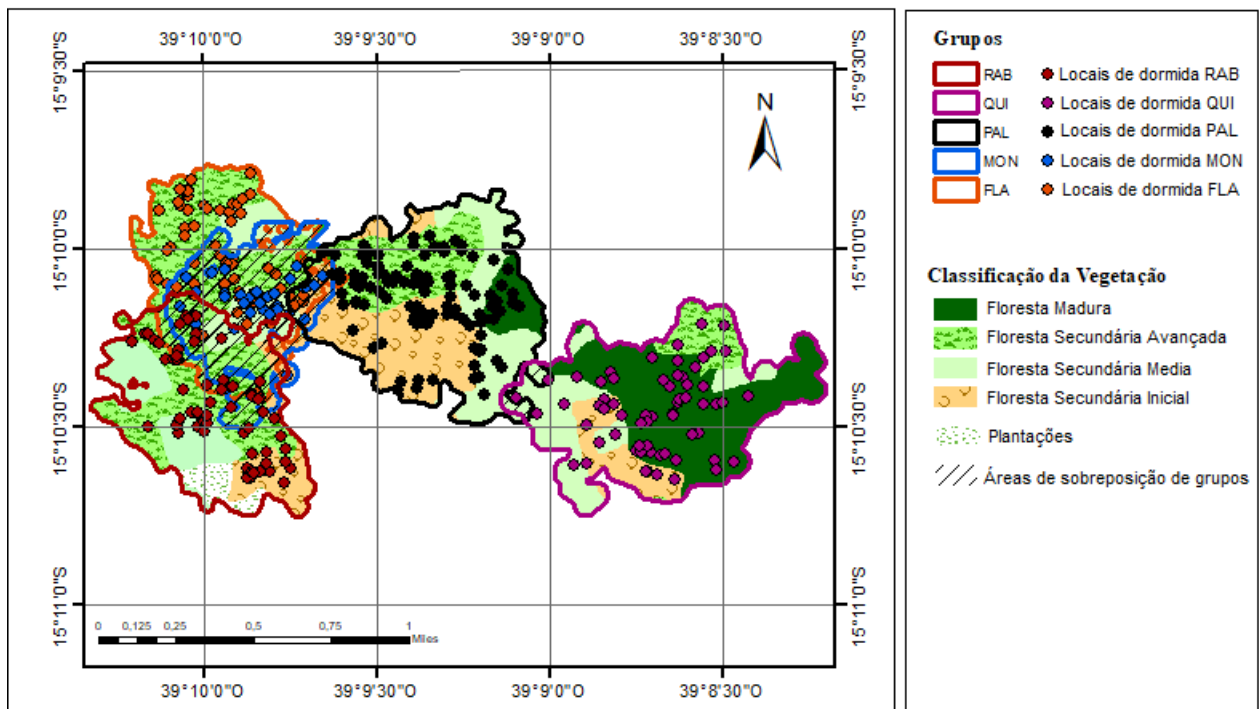 39°10'0"O 39°9'30"O 39°9'0"O 39°8'30"O
15°9'30"S 15°9'30"S
N
15°10'0"S 15°10'0"S
15°10'30"S 15°10'30"S
15°11'0"S 15°11'0"S
0 0,125 0,25 0,5 0,75 1
Miles
39°10'0"O 39°9'30"O 39°9'0"O 39°8'30"O
Grupos
RAB Locais de dormida RAB
QUI Locais de dormida QUI
PAL Locais de dormida PAL
MON Locais de dormida MON
FLA Locais de dormida FLA
Classificação da Vegetação
Floresta Madura
Floresta Secundária Avançada
Floresta Secundária Media
Floresta Secundária Inicial
Plantações
Áreas de sobreposição de grupos